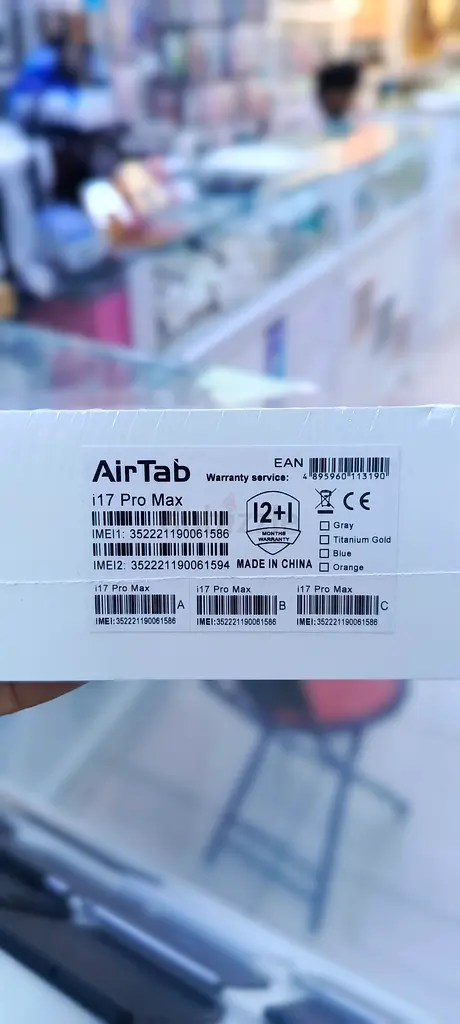 AirTab
Warranty service:
EAN
4 895960 113190
i17 Pro Max
IMEI1: 352221190061586
IMEI2: 352221190061594
12+1
MONTHS
WARRANTY
MADE IN CHINA
CE
Gray
Titanium Gold
Blue
Orange
i17 Pro Max
A
IMEI:352221190061586
i17 Pro Max
B
IMEI:352221190061586
i17 Pro Max
C
IMEI:352221190061586